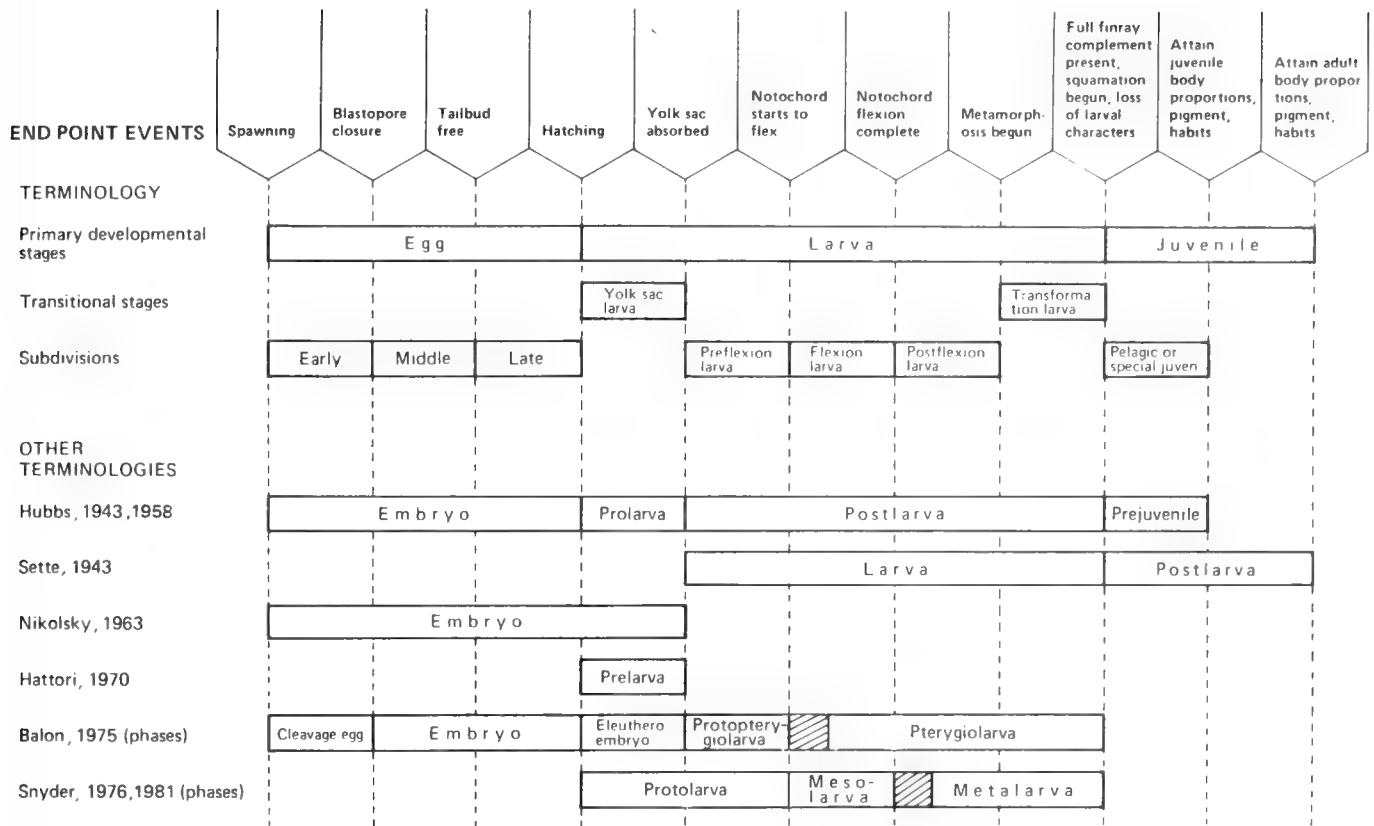 END POINT EVENTS
Spawning
Blastopore
closure
Tailbud
free
Hatching
Yolk sac
absorbed
Notochord
starts to
flex
Notochord
flexion
complete
Metamorph-
osis begun
Full finray
complement
present,
squamation
begun, loss
of larval
characters
Attain
juvenile
body
proportions,
pigment,
habits
Attain adult
body propor
tions,
pigment,
habits
TERMINOLOGY
Primary developmental
stages
Egg
Larva
Juvenile
Transitional stages
Yolk sac
larva
Transforma
tion larva
Subdivisions
Early
Middle
Late
Preflexion
larva
Flexion
larva
Postflexion
larva
Pelagic or
special juven
OTHER
TERMINOLOGIES
Hubbs, 1943,1958
Embryo
Prolarva
Postlarva
Prejuvenile
Sette, 1943
Larva
Postlarva
Nikolsky, 1963
Embryo
Hattori, 1970
Prelarva
Balon, 1975 (phases)
Cleavage egg
Embryo
Eleuthero
embryo
Protoptery-
giolarva
Pterygiolarva
Snyder, 1976,1981 (phases)
Protolarva
Meso-
larva
Metalarva